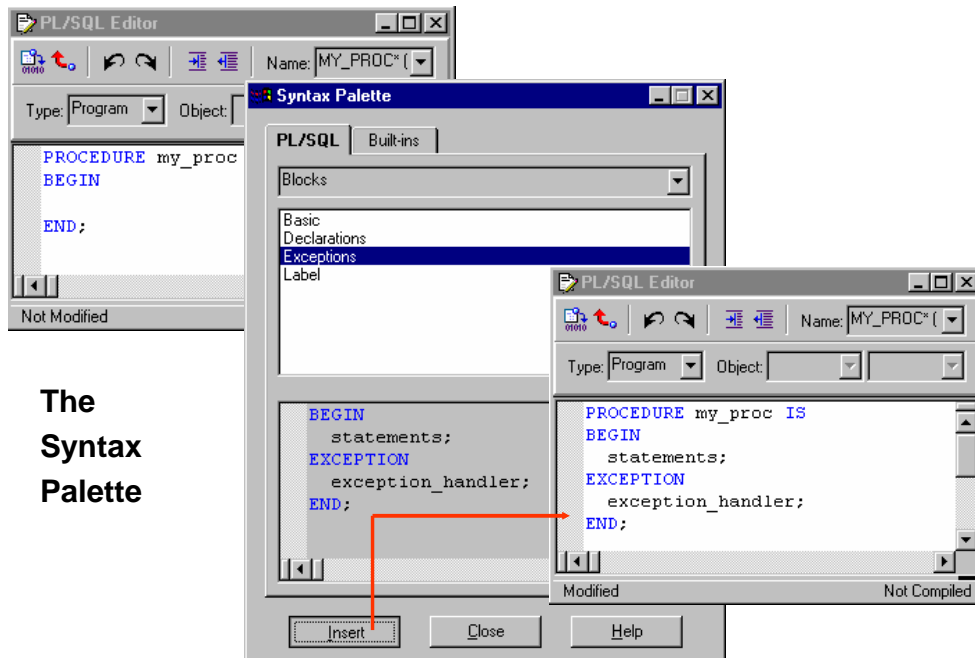 PL/SQL Editor
01010
Name: MY_PROC* (
Type: Program Object:
PROCEDURE my_proc
BEGIN
END;
Not Modified
Syntax Palette
PL/SQL Built-ins
Blocks
Basic
Declarations
Exceptions
Label
BEGIN
statements;
EXCEPTION
exception_handler;
END;
Insert Close Help
PL/SQL Editor
01010
Name: MY_PROC* (
Type: Program Object:
PROCEDURE my_proc IS
BEGIN
statements;
EXCEPTION
exception_handler;
END;
Modified Not Compiled
The
Syntax
Palette